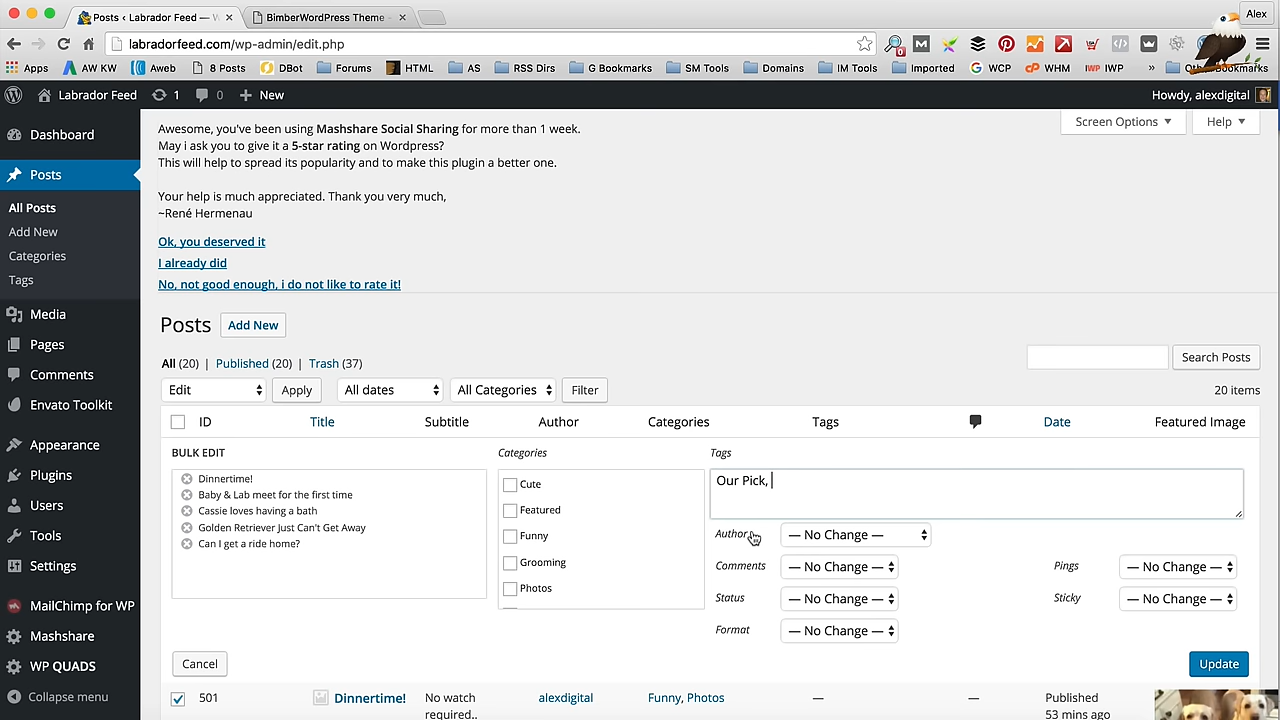 Posts ‹ Labrador Feed — W
BimberWordPress Theme -
Alex
labradorfeed.com/wp-admin/edit.php
Apps AW KW Aweb 8 Posts DBot Forums HTML AS RSS Dirs G Bookmarks SM Tools Domains IM Tools Imported WCP WHM IWP IWP »
Labrador Feed 1 0 + New Howdy, alexdigital
Awesome, you've been using Mashshare Social Sharing for more than 1 week.
May i ask you to give it a 5-star rating on Wordpress?
This will help to spread its popularity and to make this plugin a better one.
Your help is much appreciated. Thank you very much,
~René Hermenau
Ok, you deserved it
I already did
No, not good enough, i do not like to rate it!
Screen Options Help
Dashboard
Posts
All Posts
Add New
Categories
Tags
Media
Pages
Comments
Envato Toolkit
Appearance
Plugins
Users
Tools
Settings
MailChimp for WP
Mashshare
WP QUADS
Collapse menu
Posts Add New
All (20) | Published (20) | Trash (37)
Search Posts
Edit Apply All dates All Categories Filter
20 items
ID Title Subtitle Author Categories Tags Date Featured Image
BULK EDIT
Dinnertime!
Baby & Lab meet for the first time
Cassie loves having a bath
Golden Retriever Just Can't Get Away
Can I get a ride home?
Categories
Cute
Featured
Funny
Grooming
Photos
Tags
Our Pick,
Author — No Change —
Comments — No Change — Pings — No Change —
Status — No Change — Sticky — No Change —
Format — No Change —
Cancel Update
501 Dinnertime! No watch alexdigital Funny, Photos — — Published
required.. 53 mins ago